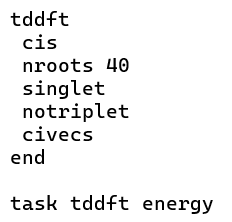 tddft
 cis
 nroots 40
 singlet
 notriplet
 civecs
end

task tddft energy